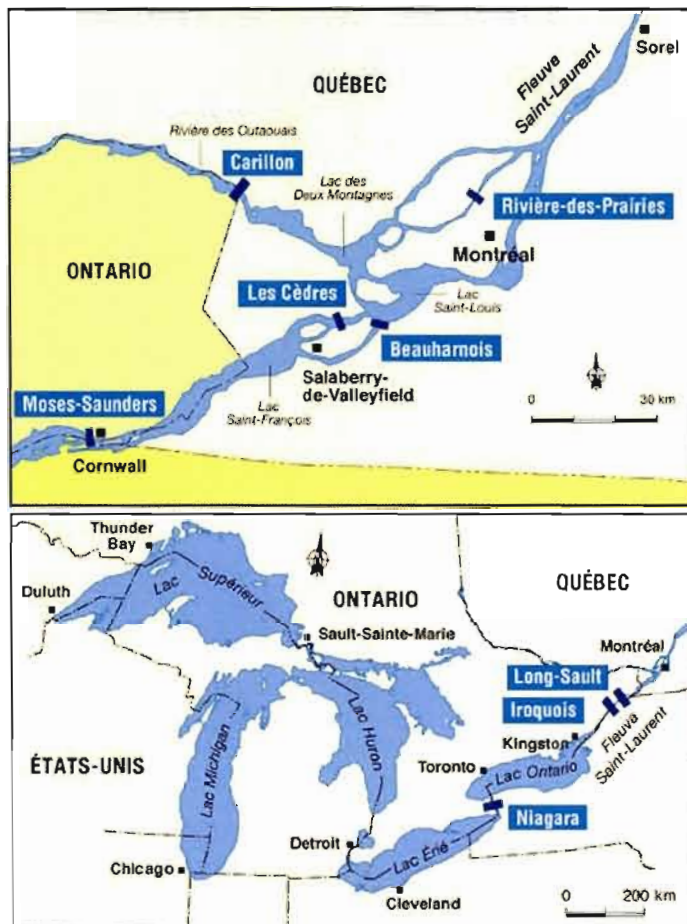 Sorel
QUÉBEC
Fleuve
Saint-Laurent
Rivière des Outaouais
Carillon
Lac des
Deux Montagnes
Rivière-des-Prairies
Montréal
ONTARIO
Les Cèdres
Lac
Saint-Louis
Beauharnois
Salaberry-
de-Valleyfield
Moses-Saunders
Lac
Saint-François
Cornwall
0 30 km
Thunder
Bay
Duluth
Lac Supérieur
ONTARIO
QUÉBEC
Sault-Sainte-Marie
Montréal
Long-Sault
Iroquois
Kingston
Fleuve
Saint-Laurent
Lac Huron
Lac Michigan
ÉTATS-UNIS
Toronto
Lac Ontario
Niagara
Detroit
Lac Érié
Chicago
Cleveland
0 200 km